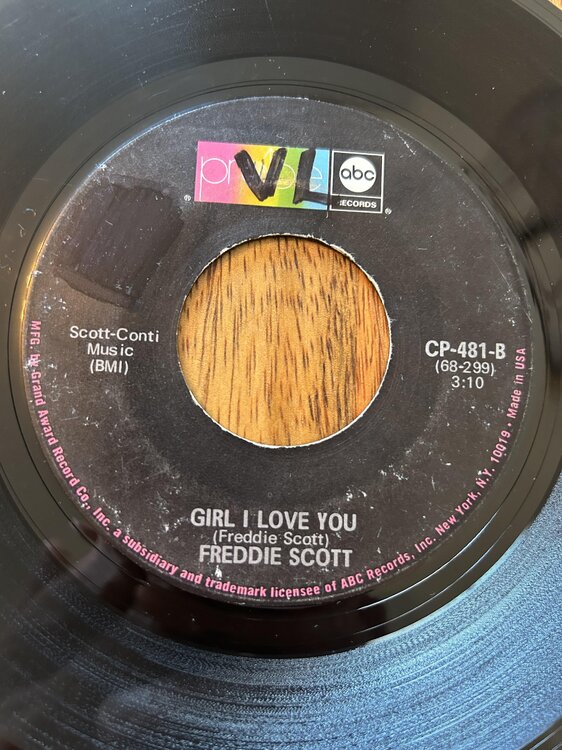 VL
abc
RECORDS
®
®
Scott-Conti
Music
(BMI)
CP-481-B
(68-299)
3:10
GIRL I LOVE YOU
(Freddie Scott)
FREDDIE SCOTT
MFG. by Grand Award Record Co., Inc. a subsidiary and trademark licensee of ABC Records, Inc. New York, N.Y. 10019 • Made in USA